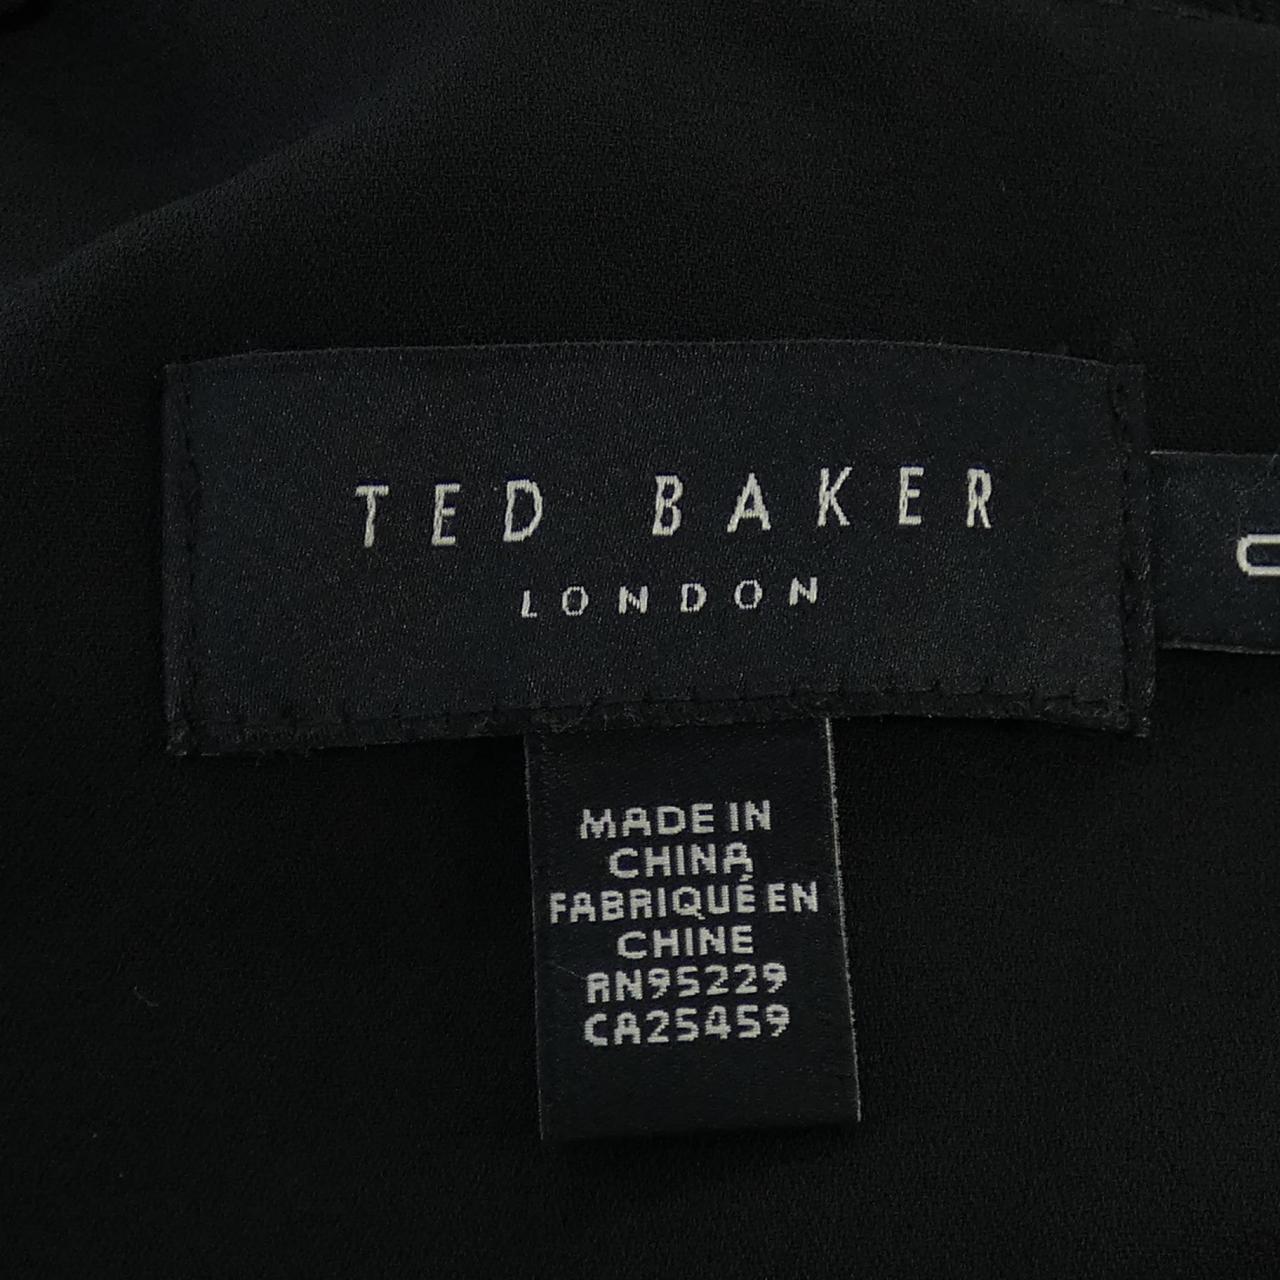 TED BAKER
LONDON
MADE IN
CHINA
FABRIQUÉ EN
CHINE
RN95229
CA25459